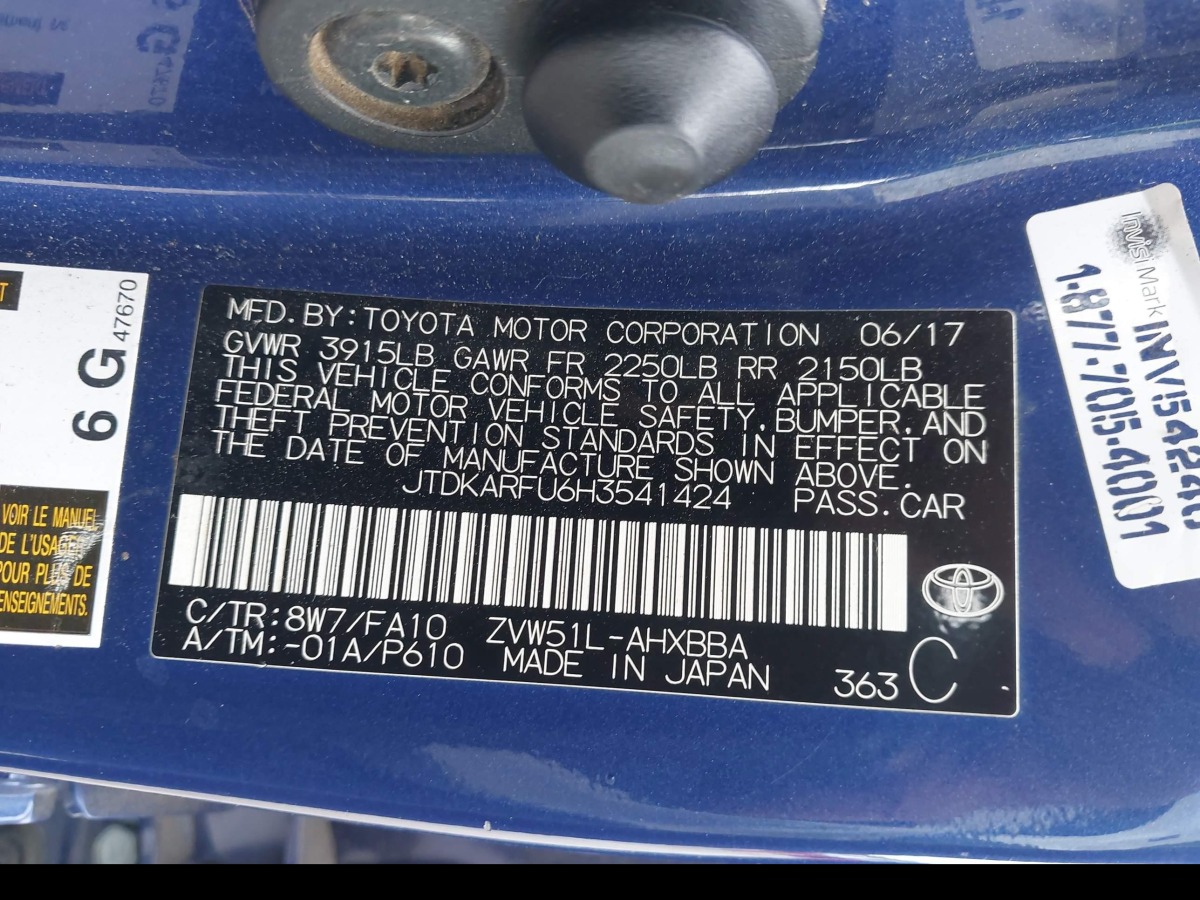 MFD.BY:TOYOTA MOTOR CORPORATION 06/17
GVWR 3915LB GAWR FR 2250LB RR 2150LB
THIS VEHICLE CONFORMS TO ALL APPLICABLE
FEDERAL MOTOR VEHICLE SAFETY,BUMPER,AND
THEFT PREVENTION STANDARDS IN EFFECT ON
THE DATE OF MANUFACTURE SHOWN ABOVE.
JTDKARFU6H3541424 PASS.CAR
C/TR:8W7/FA10 ZVW51L-AHXBBA
A/TM:-01A/P610 MADE IN JAPAN
363 C
6 G 47670
VOIR LE MANUEL
DE L'USAGER
POUR PLUS DE
InvisiMark
1-877-705-4001